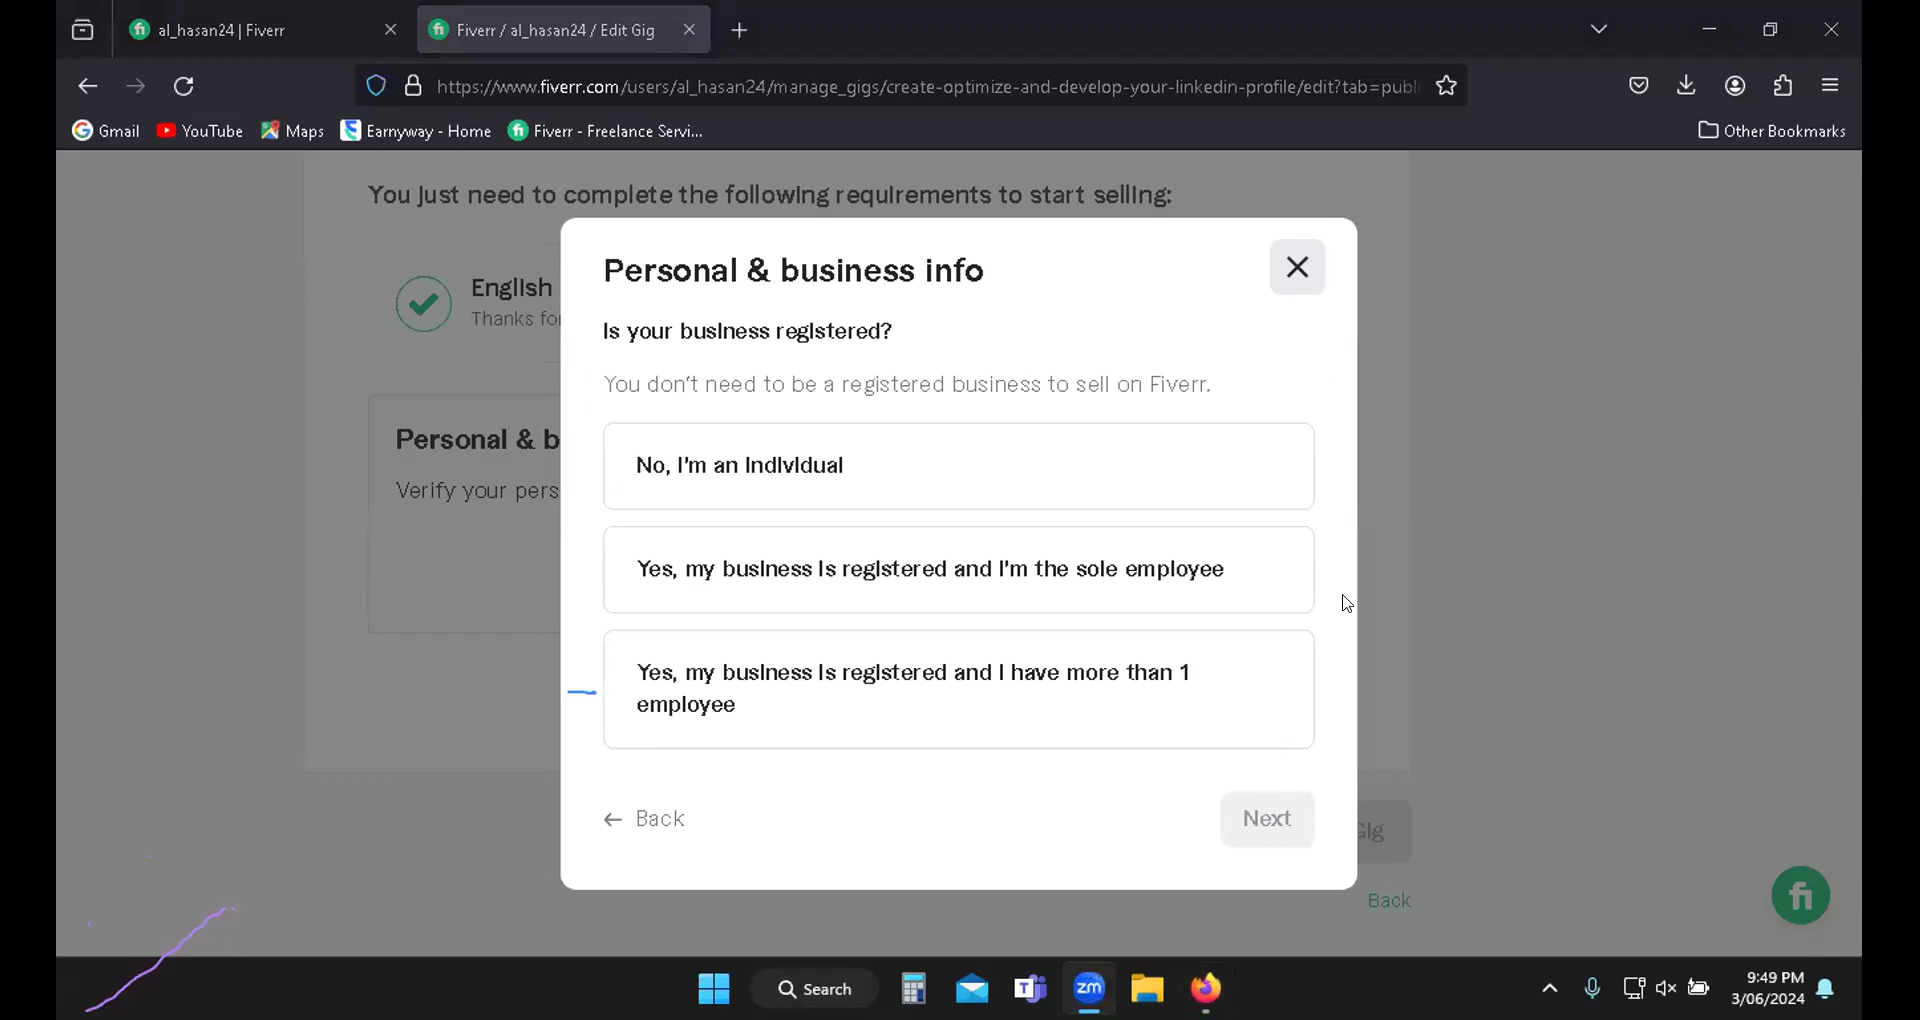 al_hasan24 | Fiverr
Fiverr / al_hasan24 / Edit Gig
https://www.fiverr.com/users/al_hasan24/manage_gigs/create-optimize-and-develop-your-linkedin-profile/edit?tab=publi
Gmail
YouTube
Maps
Earnyway - Home
Fiverr - Freelance Servi...
Other Bookmarks
You just need to complete the following requirements to start selling:
Personal & business info
English
Thanks for
Is your business registered?
You don't need to be a registered business to sell on Fiverr.
Personal & b
Verify your pers
No, I'm an individual
Yes, my business is registered and I'm the sole employee
Yes, my business is registered and I have more than 1
employee
Back
Next
Gig
Back
fi
Search
zm
9:49 PM
3/06/2024